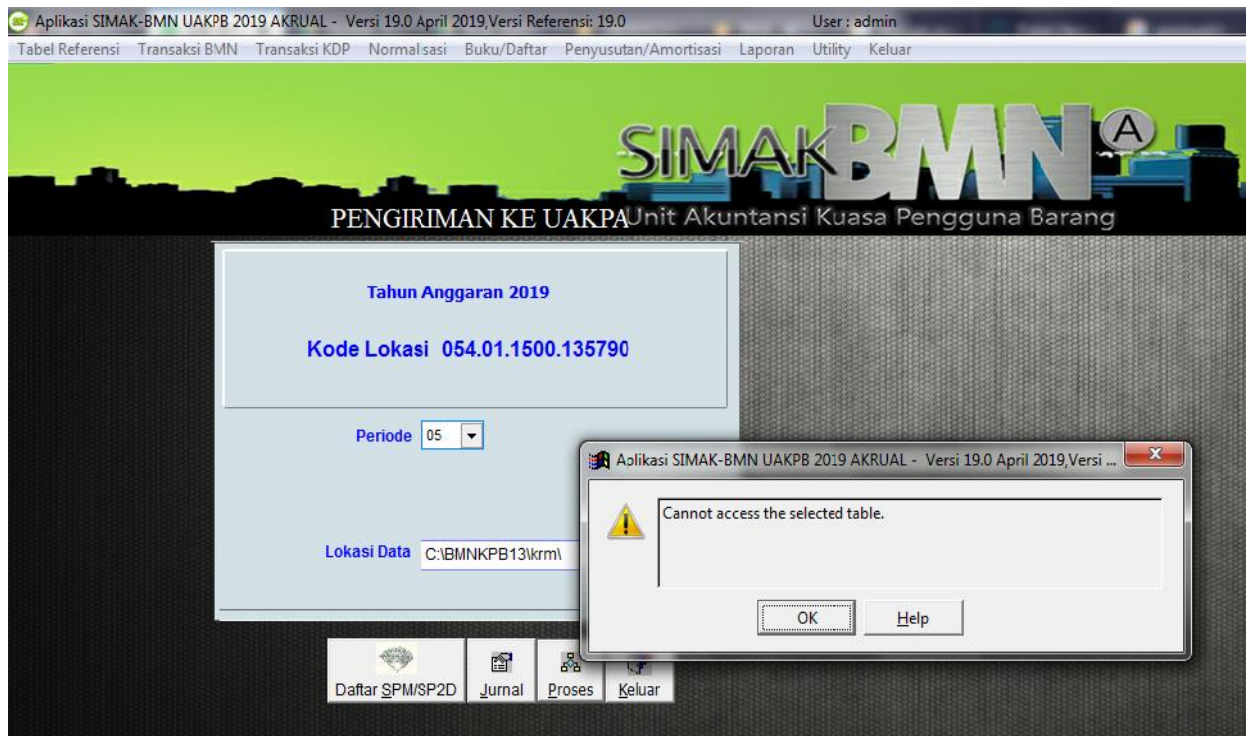 Aplikasi SIMAK-BMN UAKPB 2019 AKRUAL - Versi 19.0 April 2019,Versi Referensi: 19.0 User : admin
Tabel Referensi Transaksi BMN Transaksi KDP Normalisasi Buku/Daftar Penyusutan/Amortisasi Laporan Utility Keluar
SIMAK BMN A
PENGIRIMAN KE UAKPA Unit Akuntansi Kuasa Pengguna Barang
Tahun Anggaran 2019
Kode Lokasi 054.01.1500.135790
Periode 05
Aplikasi SIMAK-BMN UAKPB 2019 AKRUAL - Versi 19.0 April 2019,Versi ...
Cannot access the selected table.
Lokasi Data C:\BMNKPB13\krm\
OK Help
Daftar SPM/SP2D Jurnal Proses Keluar